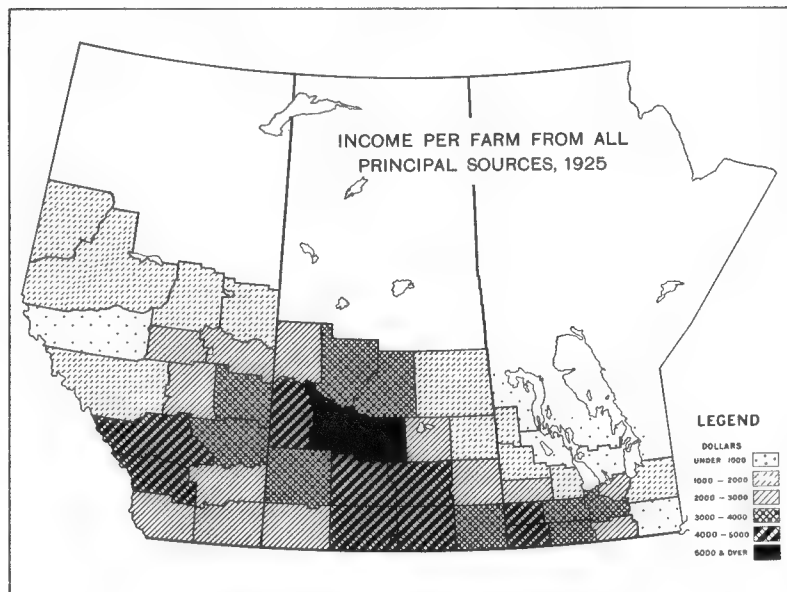 INCOME PER FARM FROM ALL
PRINCIPAL SOURCES, 1925
LEGEND
DOLLARS
UNDER 1000
1000 – 2000
2000 – 3000
3000 – 4000
4000 – 5000
5000 & OVER